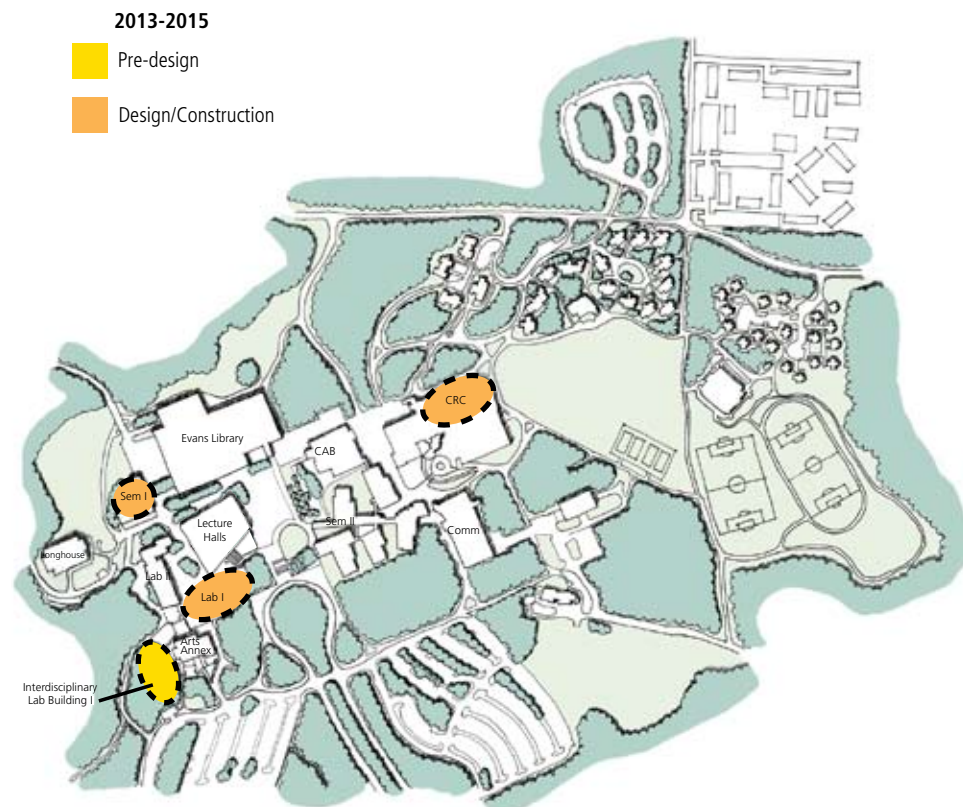 2013-2015
Pre-design
Design/Construction
CRC
Evans Library
CAB
Sem I
Lecture
Halls
Sem II
Comm
Longhouse
Lab II
Lab I
Arts
Annex
Interdisciplinary
Lab Building I